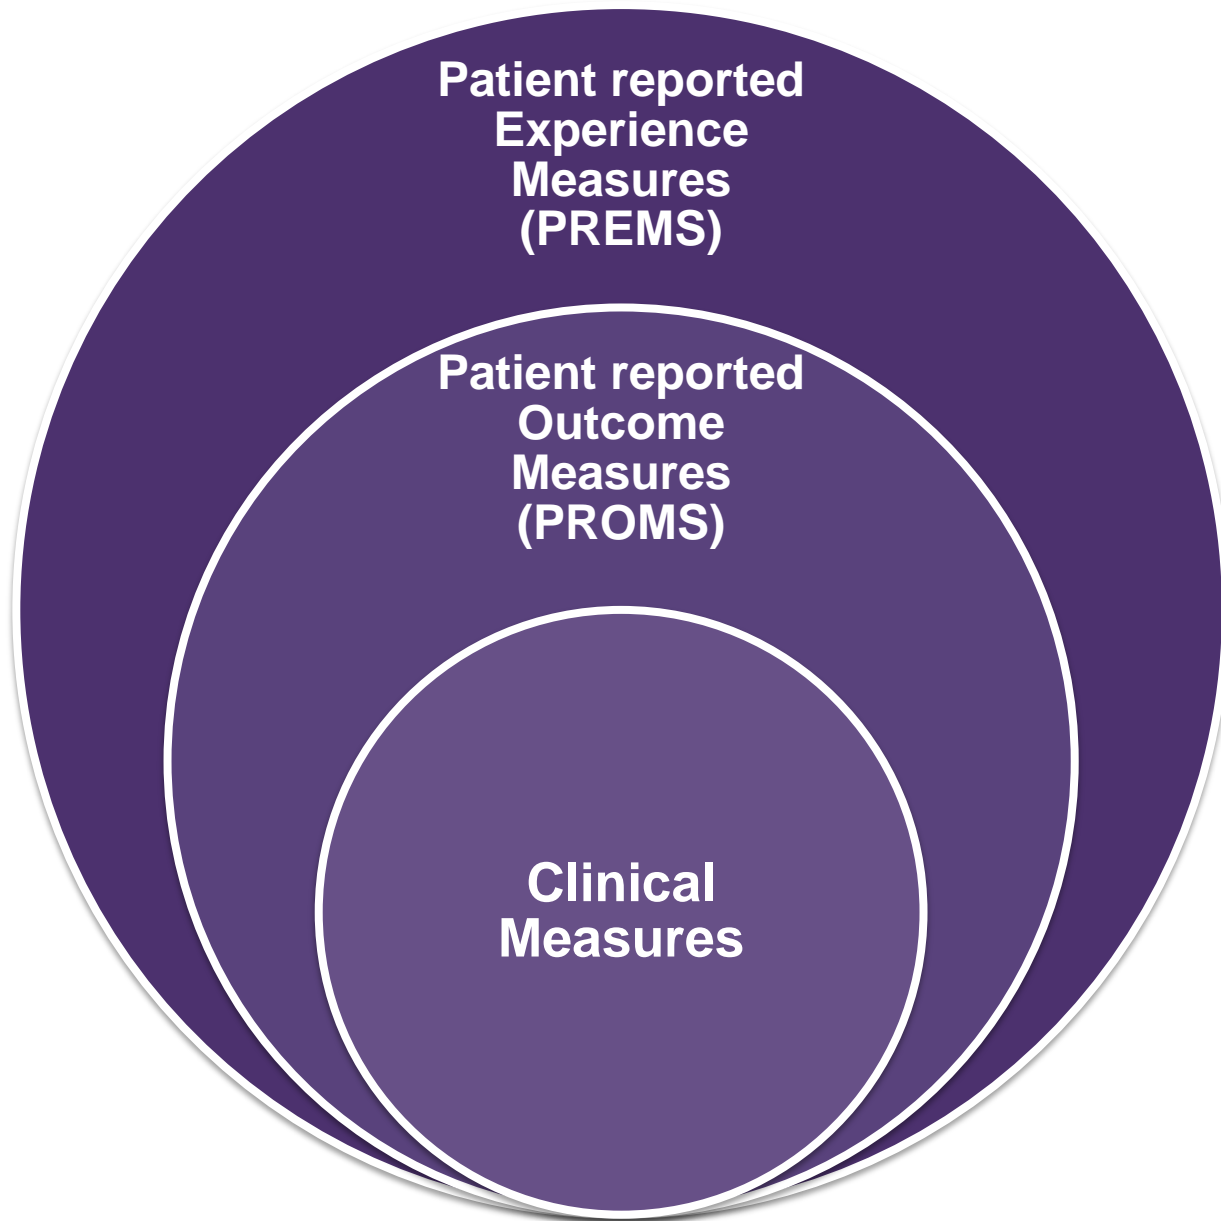 Patient reported
Experience
Measures
(PREMS)
Patient reported
Outcome
Measures
(PROMS)
Clinical
Measures